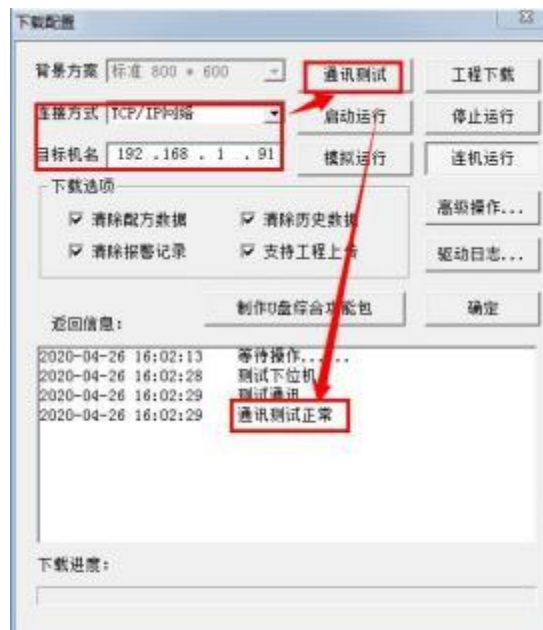 下载配置
背景方案 标准 800 * 600 通讯测试 工程下载
连接方式 TCP/IP网络 启动运行 停止运行
目标机名 192 .168 . 1 . 91 模拟运行 连机运行
下载选项
清除配方数据 清除历史数据 高级操作...
清除报警记录 支持工程上传 驱动日志...
制作U盘综合功能包 确定
返回信息:
2020-04-26 16:02:13 等待操作......
2020-04-26 16:02:28 测试下位机
2020-04-26 16:02:29 测试通讯
2020-04-26 16:02:29 通讯测试正常
下载进度: